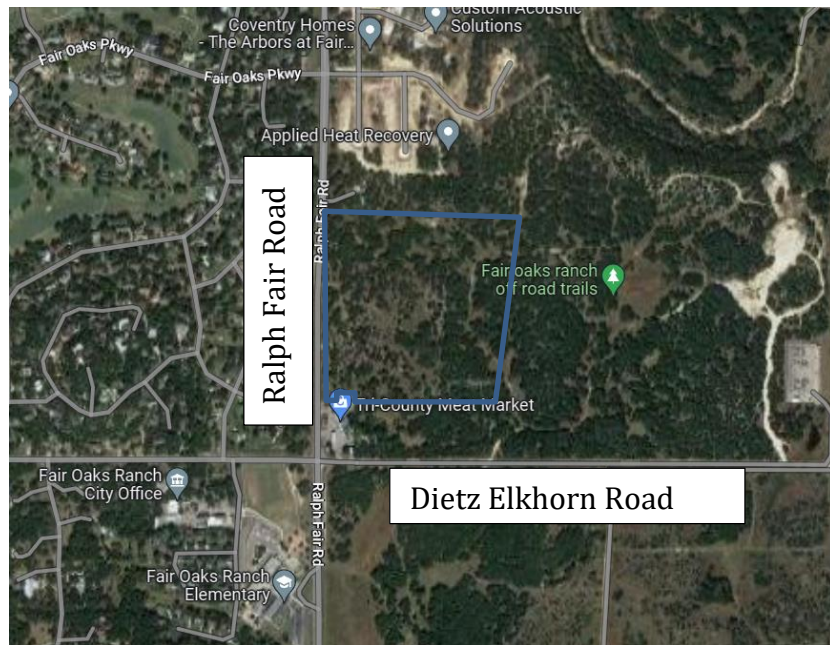 Custom Acoustic
Solutions
Coventry Homes
- The Arbors at Fair...
Fair Oaks Pkwy
Fair Oaks Pkwy
Applied Heat Recovery
Ralph Fair Rd
Ralph Fair Road
Fair oaks ranch
off road trails
Tri-County Meat Market
Fair Oaks Ranch
City Office
Dietz Elkhorn Road
Ralph Fair Rd
Fair Oaks Ranch
Elementary